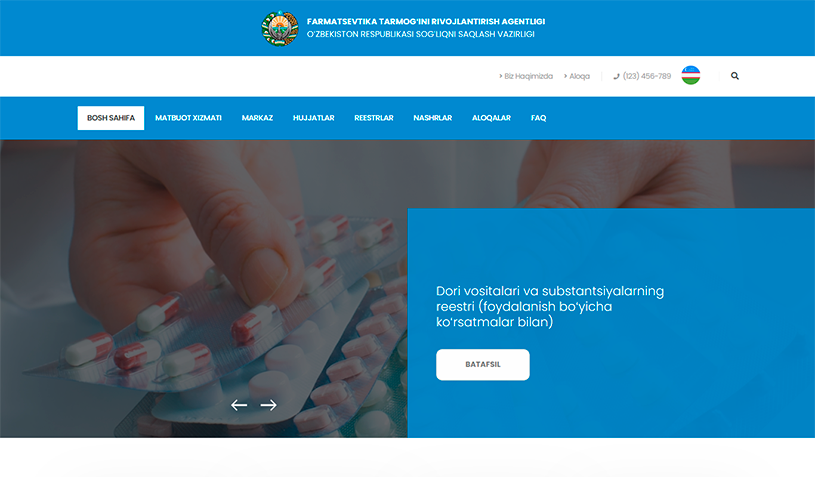 FARMATSEVTIKA TARMOG‘INI RIVOJLANTIRISH AGENTLIGI
O‘ZBEKISTON RESPUBLIKASI SOG‘LIQNI SAQLASH VAZIRLIGI
> Biz Haqimizda > Aloqa (123) 456-789
BOSH SAHIFA MATBUOT XIZMATI MARKAZ HUJJATLAR REESTRLAR NASHRLAR ALOQALAR FAQ
Dori vositalari va substantsiyalarning
reestri (foydalanish bo‘yicha
ko‘rsatmalar bilan)
BATAFSIL